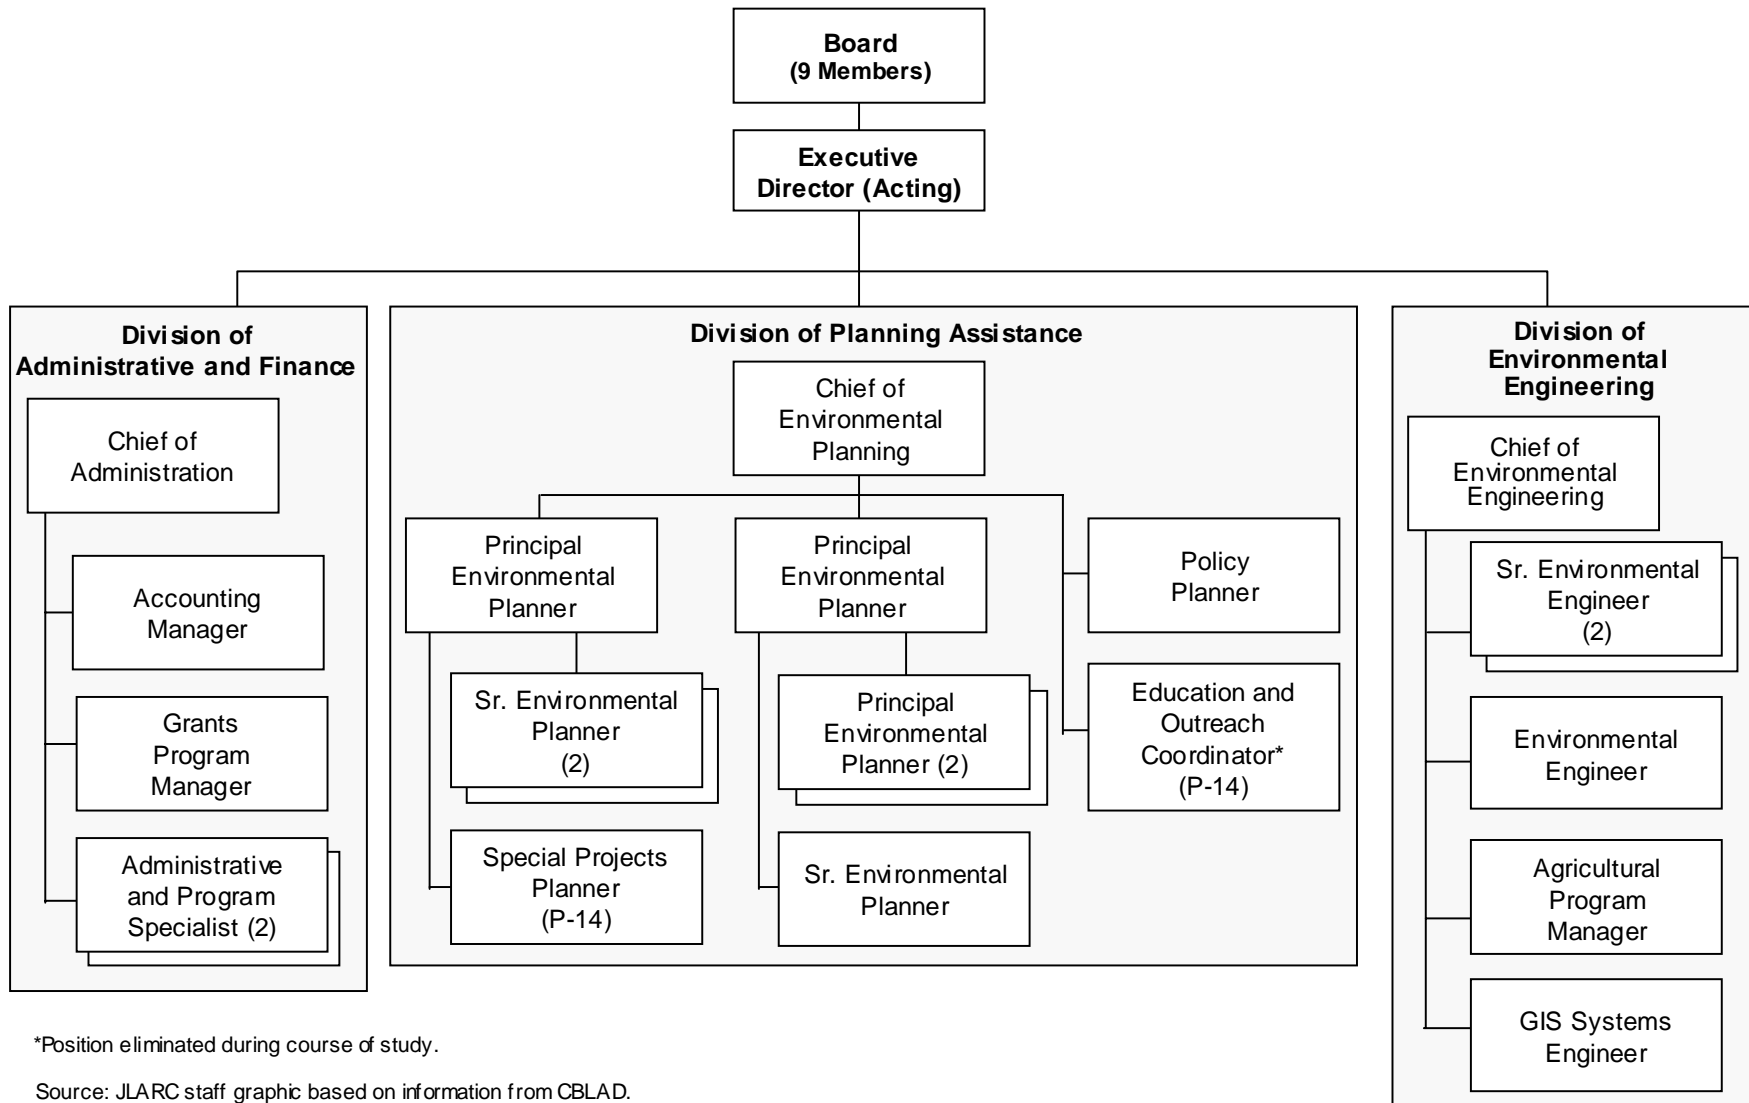 Board
(9 Members)
Executive
Director (Acting)
Division of
Administrative and Finance
Chief of
Administration
Accounting
Manager
Grants
Program
Manager
Administrative
and Program
Specialist (2)
Division of Planning Assistance
Chief of
Environmental
Planning
Principal
Environmental
Planner
Sr. Environmental
Planner
(2)
Special Projects
Planner
(P-14)
Principal
Environmental
Planner
Principal
Environmental
Planner (2)
Sr. Environmental
Planner
Policy
Planner
Education and
Outreach
Coordinator*
(P-14)
Division of
Environmental
Engineering
Chief of
Environmental
Engineering
Sr. Environmental
Engineer
(2)
Environmental
Engineer
Agricultural
Program
Manager
GIS Systems
Engineer
*Position eliminated during course of study.
Source: JLARC staff graphic based on information from CBLAD.